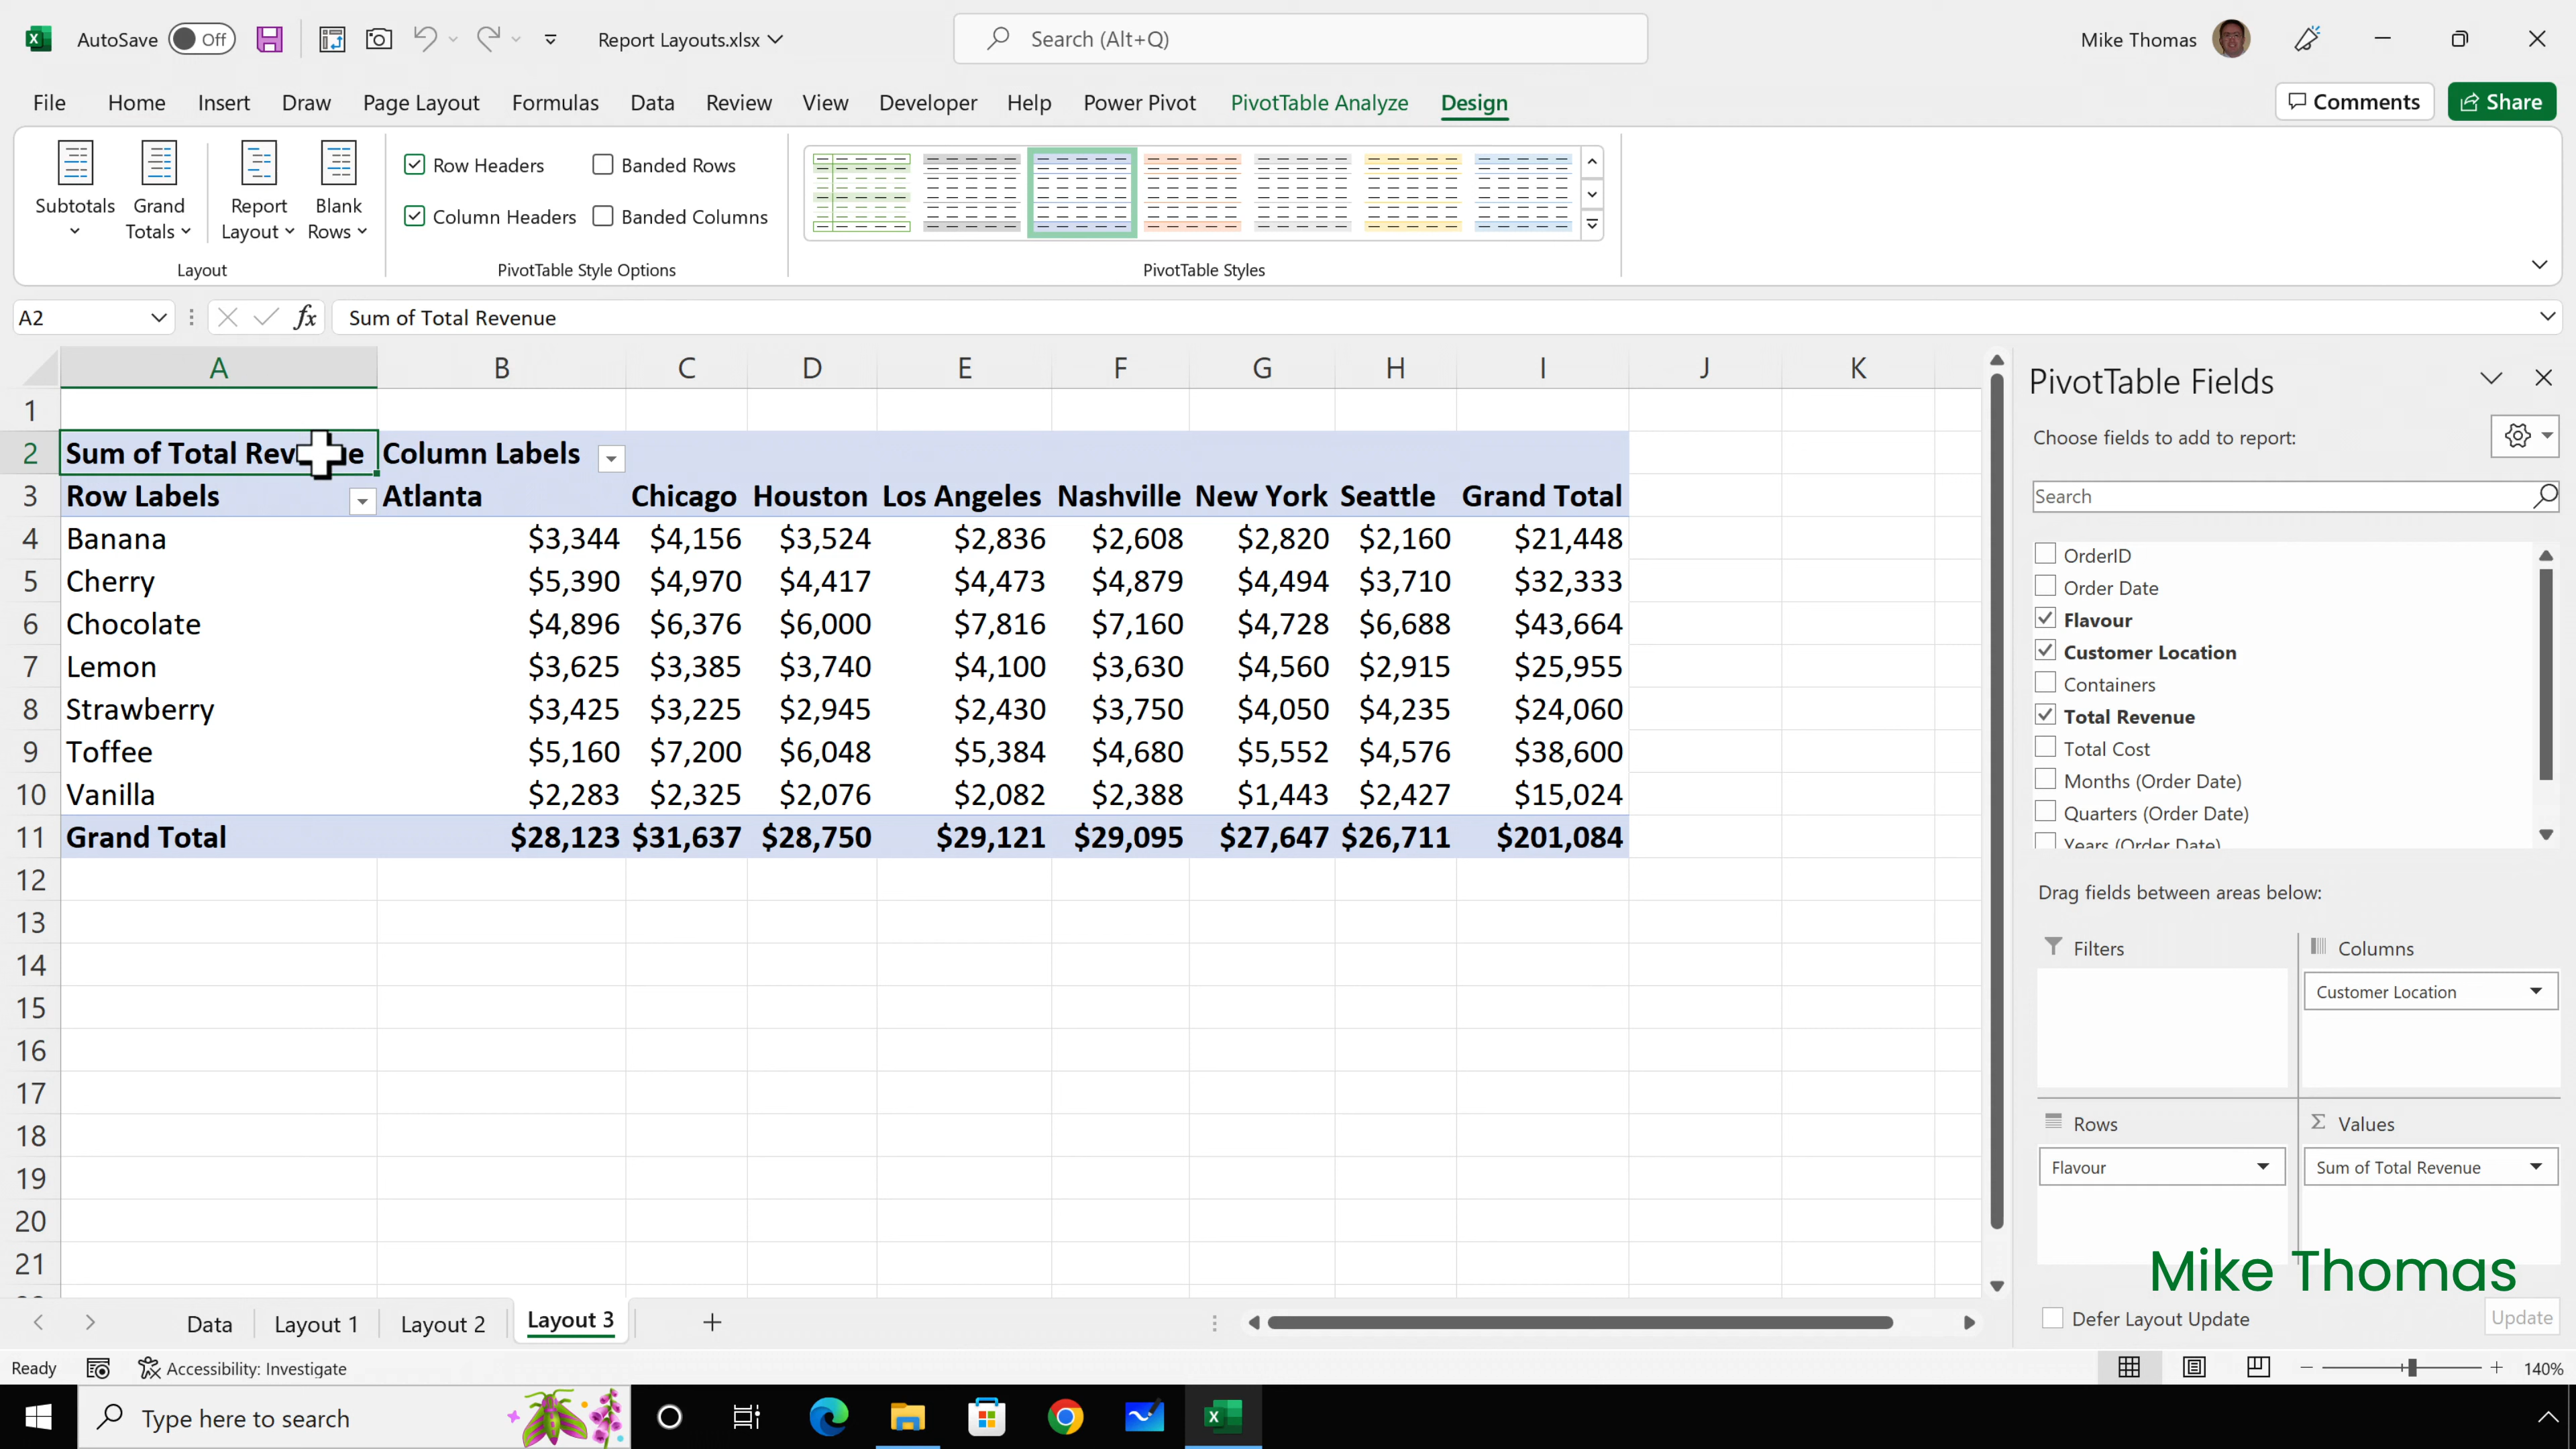 AutoSave Off Report Layouts.xlsx Search (Alt+Q) Mike Thomas
File Home Insert Draw Page Layout Formulas Data Review View Developer Help Power Pivot PivotTable Analyze Design Comments Share
Subtotals Grand Totals Report Layout Blank Rows
Row Headers Banded Rows
Column Headers Banded Columns
Layout PivotTable Style Options PivotTable Styles
A2 fx Sum of Total Revenue
A B C D E F G H I J K
1
2 Column Labels
3 Row Labels Atlanta Chicago Houston Los Angeles Nashville New York Seattle Grand Total
4 Banana $3,344 $4,156 $3,524 $2,836 $2,608 $2,820 $2,160 $21,448
5 Cherry $5,390 $4,970 $4,417 $4,473 $4,879 $4,494 $3,710 $32,333
6 Chocolate $4,896 $6,376 $6,000 $7,816 $7,160 $4,728 $6,688 $43,664
7 Lemon $3,625 $3,385 $3,740 $4,100 $3,630 $4,560 $2,915 $25,955
8 Strawberry $3,425 $3,225 $2,945 $2,430 $3,750 $4,050 $4,235 $24,060
9 Toffee $5,160 $7,200 $6,048 $5,384 $4,680 $5,552 $4,576 $38,600
10 Vanilla $2,283 $2,325 $2,076 $2,082 $2,388 $1,443 $2,427 $15,024
11 Grand Total $28,123 $31,637 $28,750 $29,121 $29,095 $27,647 $26,711 $201,084
12
13
14
15
16
17
18
19
20
21
PivotTable Fields
Choose fields to add to report:
Search
OrderID
Order Date
Flavour
Customer Location
Containers
Total Revenue
Total Cost
Months (Order Date)
Quarters (Order Date)
Years (Order Date)
Drag fields between areas below:
Filters Columns
Customer Location
Rows Σ Values
Flavour Sum of Total Revenue
Mike Thomas
Defer Layout Update Update
Data Layout 1 Layout 2 Layout 3
Ready Accessibility: Investigate 140%
Type here to search